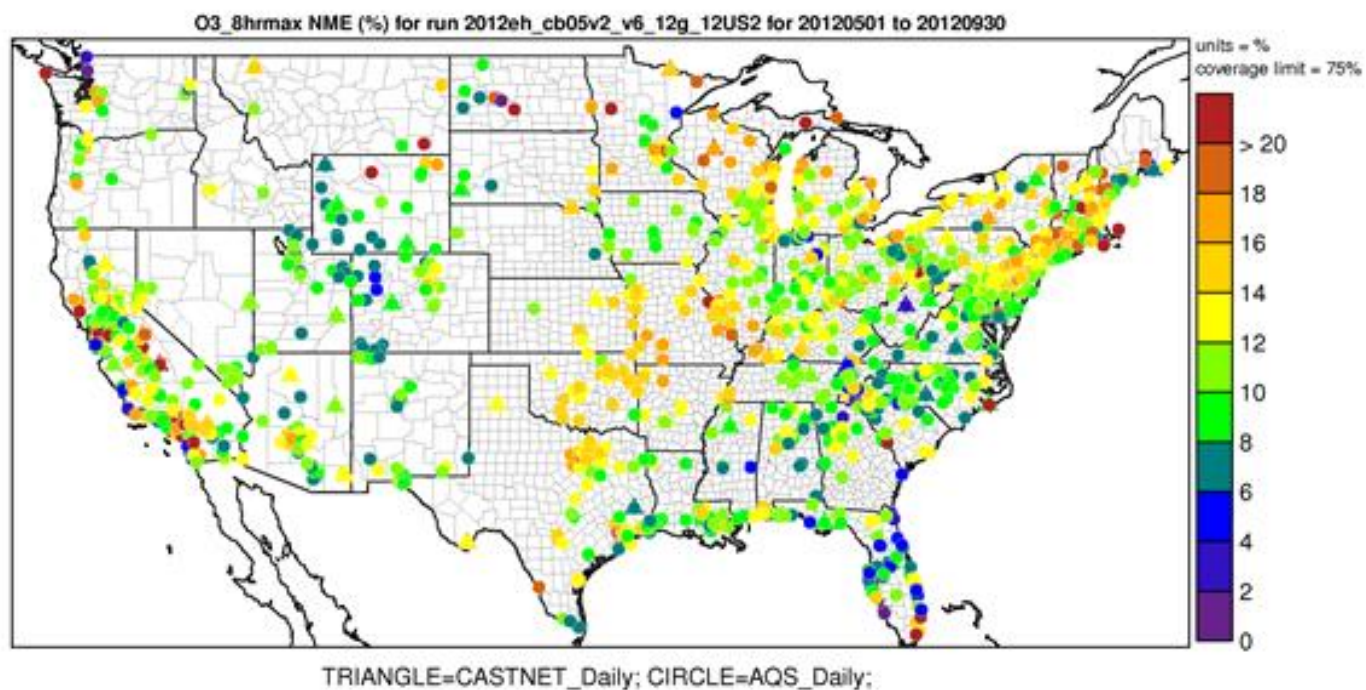 O3_8hrmax NME (%) for run 2012eh_cb05v2_v6_12g_12US2 for 20120501 to 20120930
units = %
coverage limit = 75%
> 20
18
16
14
12
10
8
6
4
2
0
TRIANGLE=CASTNET_Daily; CIRCLE=AQS_Daily;